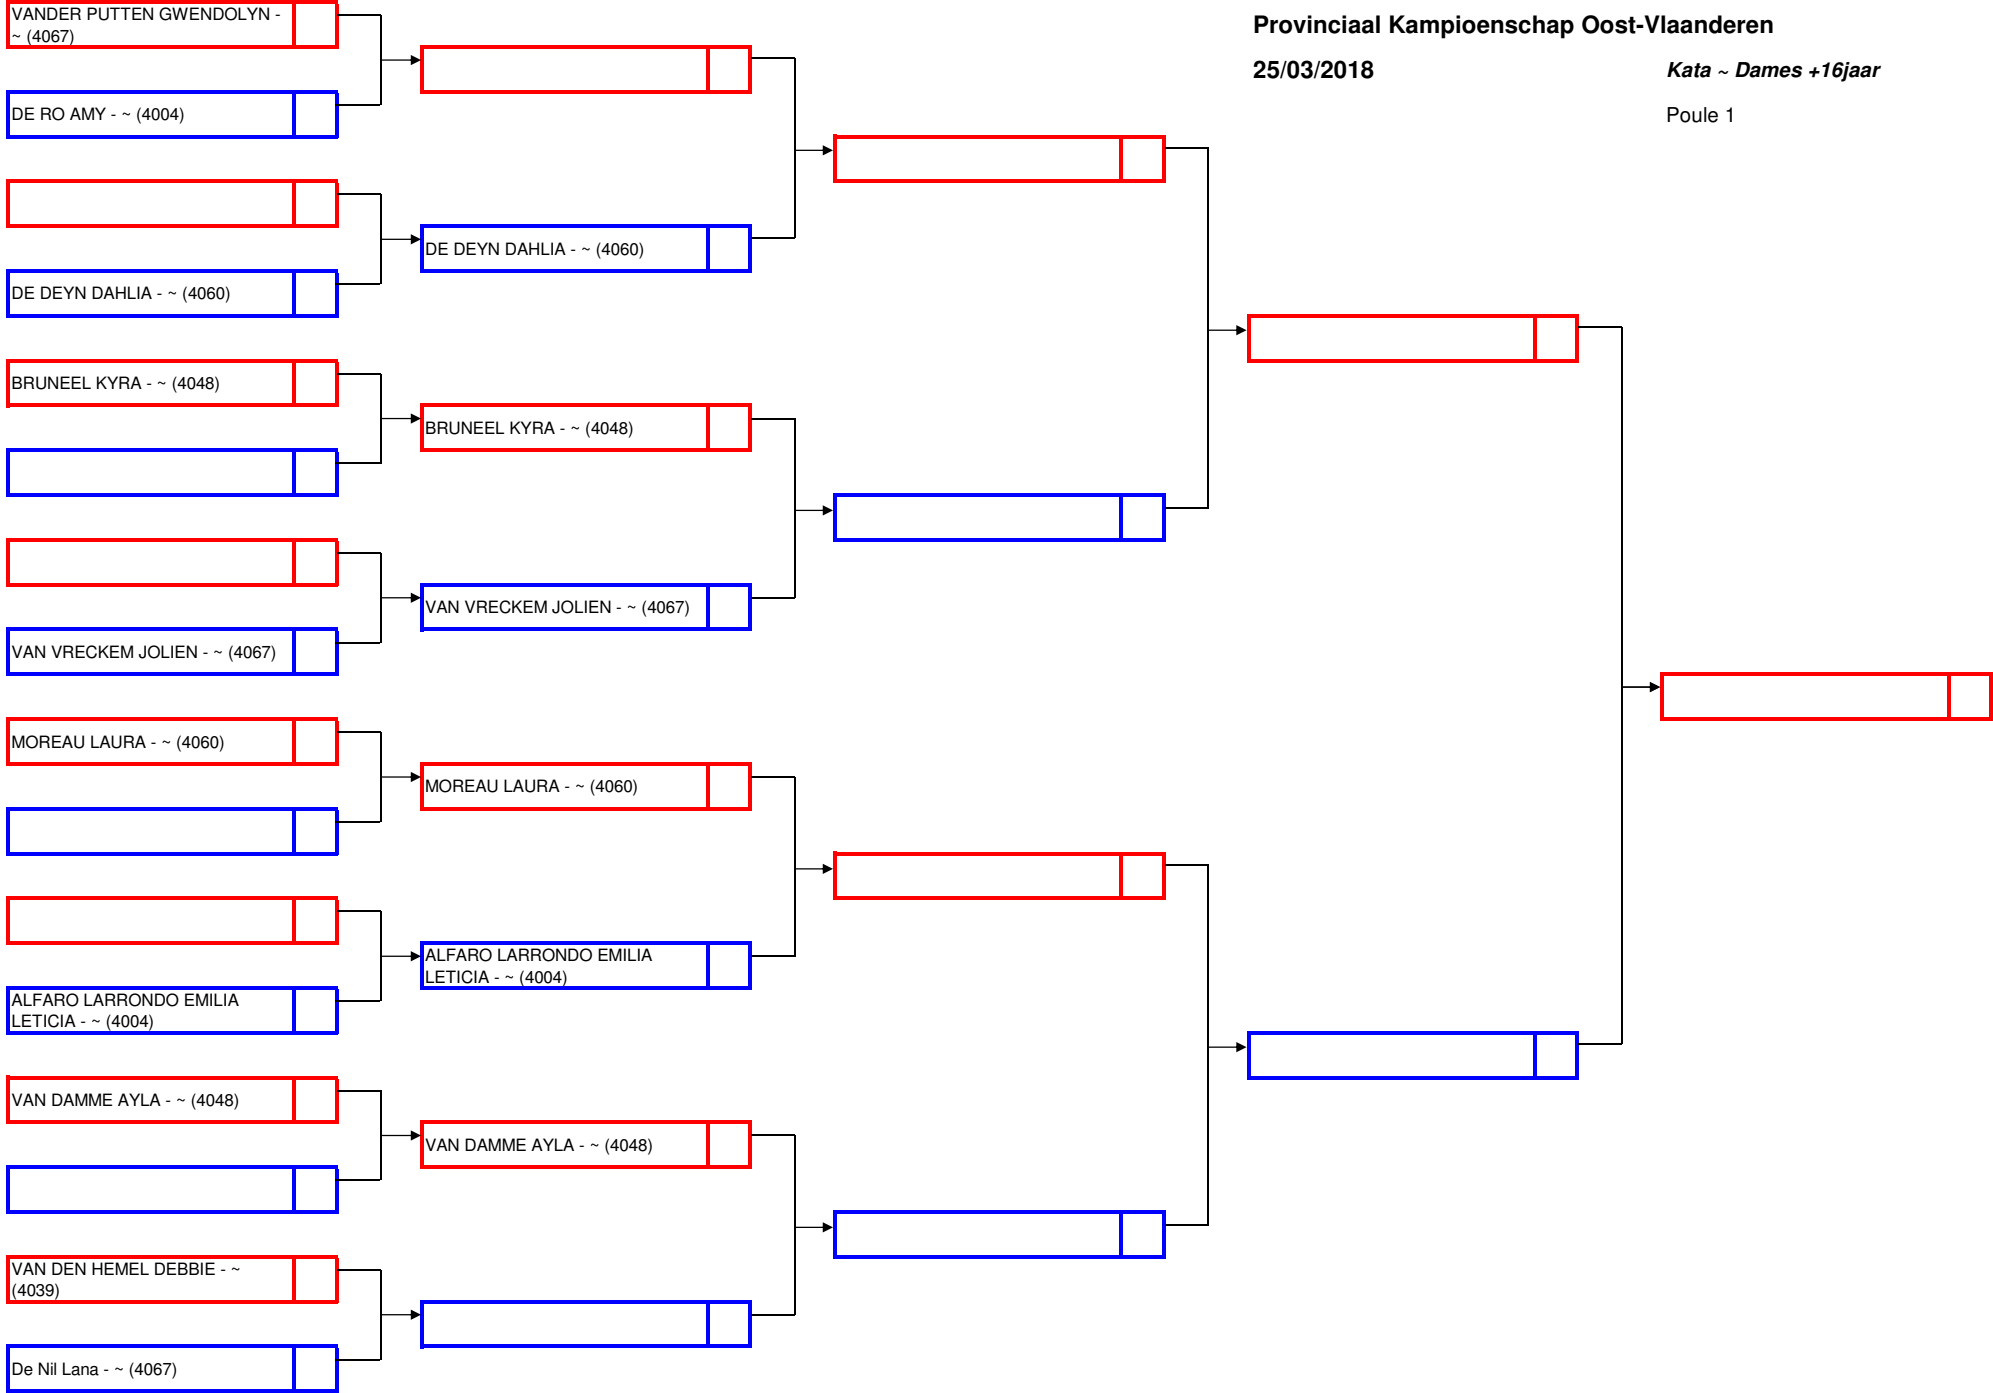 Provinciaal Kampioenschap Oost-Vlaanderen
25/03/2018
Kata ~ Dames +16jaar
Poule 1
VANDER PUTTEN GWENDOLYN -
~ (4067)
DE RO AMY - ~ (4004)
DE DEYN DAHLIA - ~ (4060)
BRUNEEL KYRA - ~ (4048)
VAN VRECKEM JOLIEN - ~ (4067)
MOREAU LAURA - ~ (4060)
ALFARO LARRONDO EMILIA
LETICIA - ~ (4004)
VAN DAMME AYLA - ~ (4048)
VAN DEN HEMEL DEBBIE - ~
(4039)
De Nil Lana - ~ (4067)
DE DEYN DAHLIA - ~ (4060)
BRUNEEL KYRA - ~ (4048)
VAN VRECKEM JOLIEN - ~ (4067)
MOREAU LAURA - ~ (4060)
ALFARO LARRONDO EMILIA
LETICIA - ~ (4004)
VAN DAMME AYLA - ~ (4048)